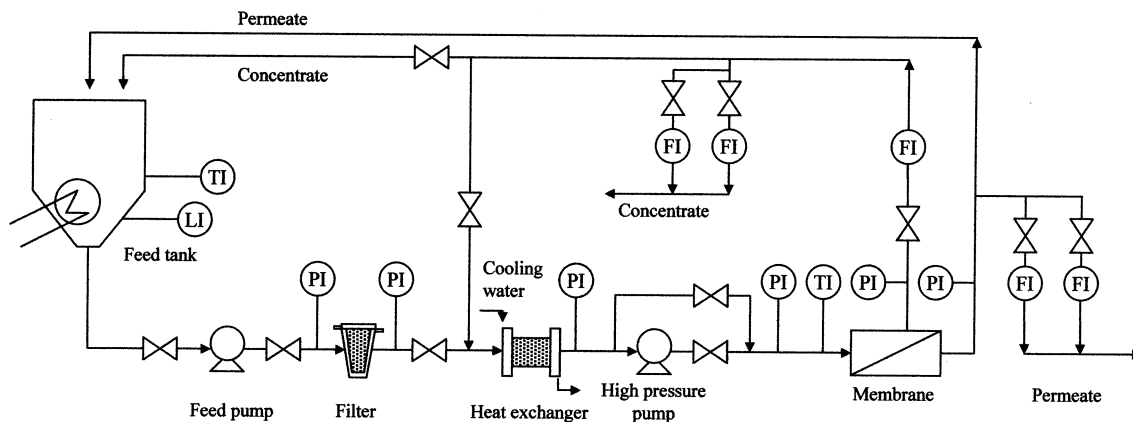 Permeate
Concentrate
FI
FI
FI
TI
LI
Concentrate
Feed tank
PI
PI
Cooling
water
PI
PI
TI
PI
PI
FI
FI
Feed pump
Filter
Heat exchanger
High pressure
pump
Membrane
Permeate